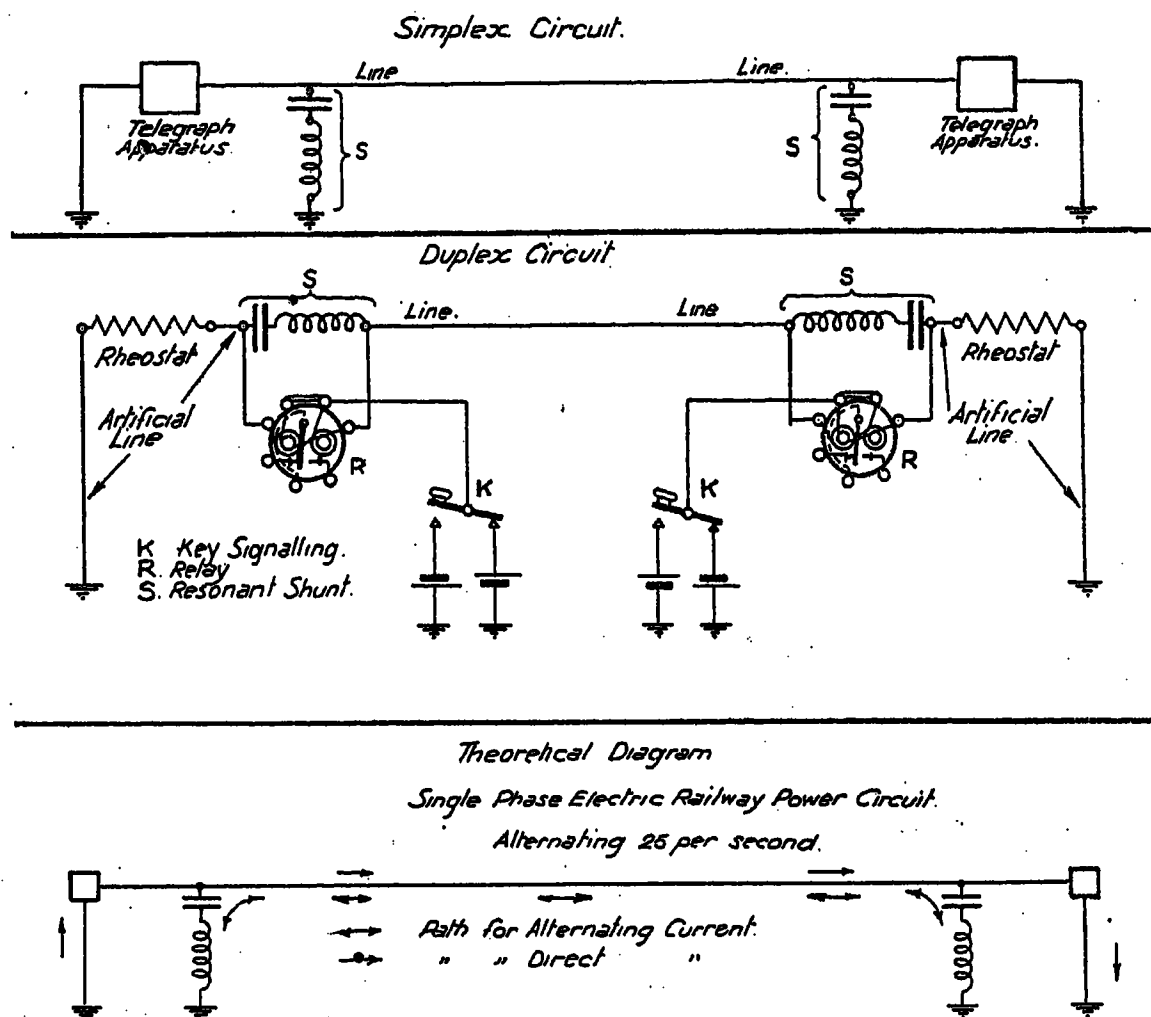 Simplex Circuit.
Line
Line.
Telegraph
Apparatus.
S
S
Telegraph
Apparatus.
Duplex Circuit
S
S
Line.
Line
Rheostat
Rheostat
Artificial
Line
Artificial
Line.
R
R
K
K
K Key Signalling.
R. Relay
S. Resonant Shunt.
Theoretical Diagram
Single Phase Electric Railway Power Circuit.
Alternating 25 per second.
Path for Alternating Current.
" " Direct "